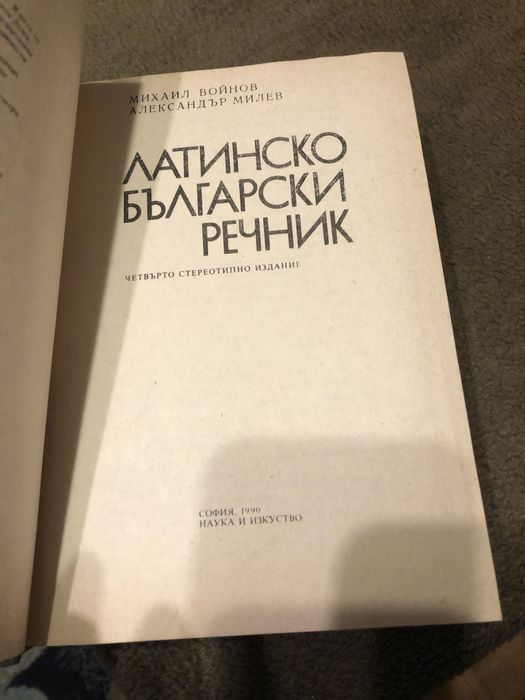 МИХАИЛ ВОЙНОВ
АЛЕКСАНДЪР МИЛЕВ
ЛАТИНСКО
БЪЛГАРСКИ
РЕЧНИК
ЧЕТВЪРТО СТЕРЕОТИПНО ИЗДАНИЕ
СОФИЯ, 1990
НАУКА И ИЗКУСТВО